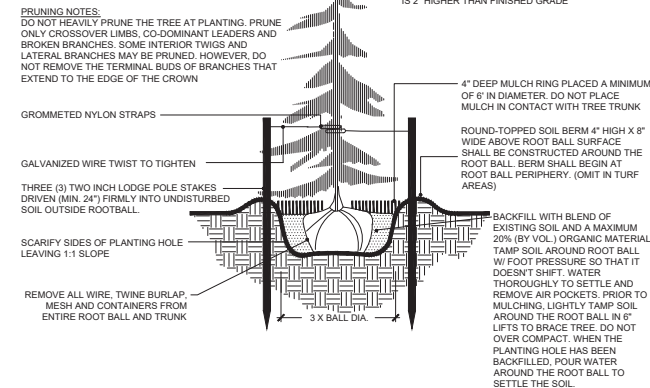 IS 2" HIGHER THAN FINISHED GRADE
PRUNING NOTES:
DO NOT HEAVILY PRUNE THE TREE AT PLANTING. PRUNE
ONLY CROSSOVER LIMBS, CO-DOMINANT LEADERS AND
BROKEN BRANCHES. SOME INTERIOR TWIGS AND
LATERAL BRANCHES MAY BE PRUNED. HOWEVER, DO
NOT REMOVE THE TERMINAL BUDS OF BRANCHES THAT
EXTEND TO THE EDGE OF THE CROWN
GROMMETED NYLON STRAPS
GALVANIZED WIRE TWIST TO TIGHTEN
THREE (3) TWO INCH LODGE POLE STAKES
DRIVEN (MIN. 24") FIRMLY INTO UNDISTURBED
SOIL OUTSIDE ROOTBALL.
SCARIFY SIDES OF PLANTING HOLE
LEAVING 1:1 SLOPE
REMOVE ALL WIRE, TWINE BURLAP,
MESH AND CONTAINERS FROM
ENTIRE ROOT BALL AND TRUNK
3 X BALL DIA.
4" DEEP MULCH RING PLACED A MINIMUM
OF 6' IN DIAMETER. DO NOT PLACE
MULCH IN CONTACT WITH TREE TRUNK
ROUND-TOPPED SOIL BERM 4" HIGH X 8"
WIDE ABOVE ROOT BALL SURFACE
SHALL BE CONSTRUCTED AROUND THE
ROOT BALL. BERM SHALL BEGIN AT
ROOT BALL PERIPHERY. (OMIT IN TURF
AREAS)
BACKFILL WITH BLEND OF
EXISTING SOIL AND A MAXIMUM
20% (BY VOL.) ORGANIC MATERIAL
TAMP SOIL AROUND ROOT BALL
W/ FOOT PRESSURE SO THAT IT
DOESN'T SHIFT. WATER
THOROUGHLY TO SETTLE AND
REMOVE AIR POCKETS. PRIOR TO
MULCHING, LIGHTLY TAMP SOIL
AROUND THE ROOT BALL IN 6"
LIFTS TO BRACE TREE. DO NOT
OVER COMPACT. WHEN THE
PLANTING HOLE HAS BEEN
BACKFILLED, POUR WATER
AROUND THE ROOT BALL TO
SETTLE THE SOIL.